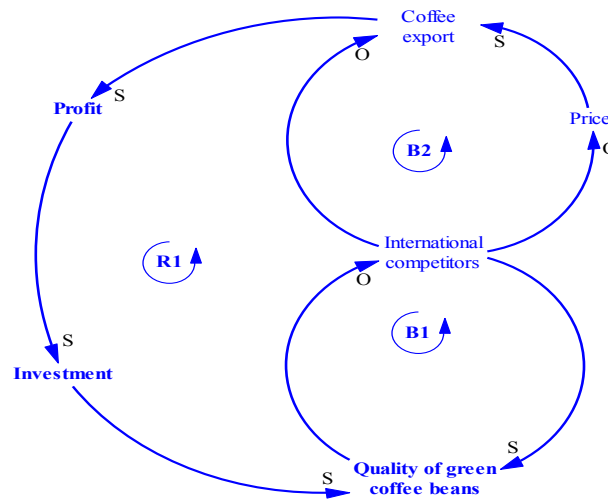 Coffee
export
S
O
S
Profit
Price
B2
O
International
competitors
R1
O
B1
S
Investment
S
Quality of green
coffee beans
S